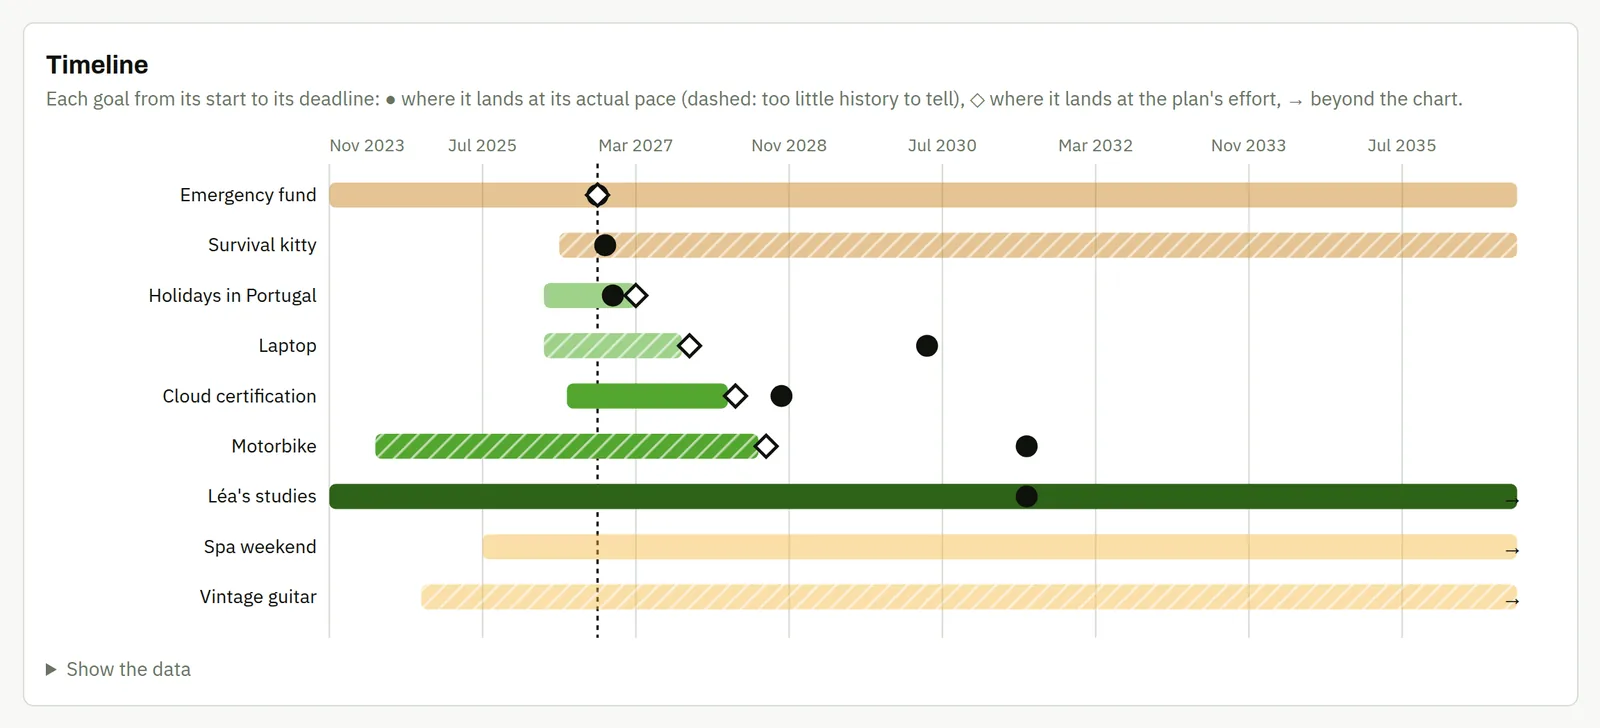 Timeline
Each goal from its start to its deadline: ● where it lands at its actual pace (dashed: too little history to tell), ◇ where it lands at the plan's effort, → beyond the chart.
Nov 2023 Jul 2025 Mar 2027 Nov 2028 Jul 2030 Mar 2032 Nov 2033 Jul 2035
Emergency fund
Survival kitty
Holidays in Portugal
Laptop
Cloud certification
Motorbike
Léa's studies →
Spa weekend →
Vintage guitar →
▶ Show the data